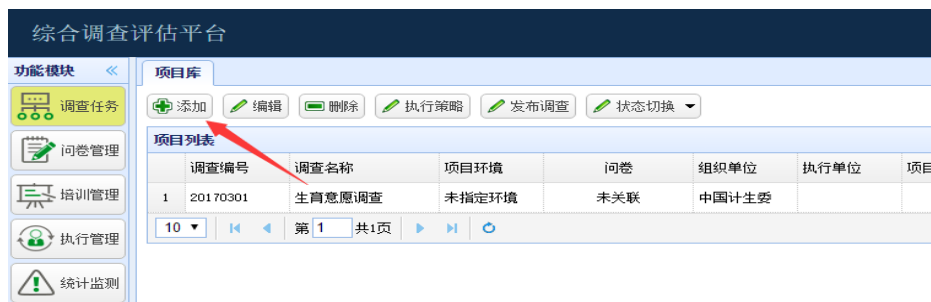 综合调查评估平台
功能模块 «
项目库
调查任务
添加 编辑 删除 执行策略 发布调查 状态切换
问卷管理
项目列表
调查编号 调查名称 项目环境 问卷 组织单位 执行单位 项目
培训管理
1 20170301 生育意愿调查 未指定环境 未关联 中国计生委
10 第 1 共1页
执行管理
统计监测